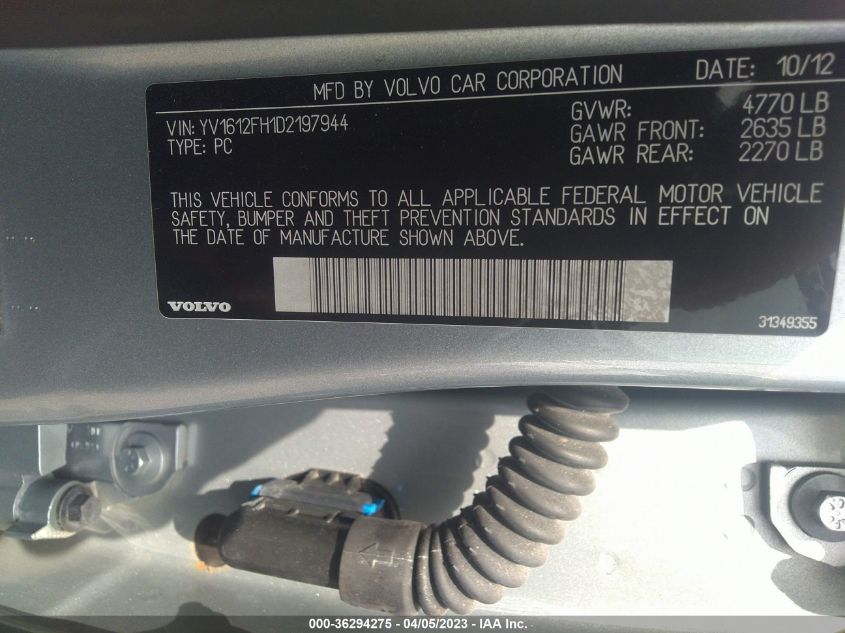 MFD BY VOLVO CAR CORPORATION DATE: 10/12
VIN: YV1612FH1D2197944
TYPE: PC
GVWR: 4770 LB
GAWR FRONT: 2635 LB
GAWR REAR: 2270 LB
THIS VEHICLE CONFORMS TO ALL APPLICABLE FEDERAL MOTOR VEHICLE
SAFETY, BUMPER AND THEFT PREVENTION STANDARDS IN EFFECT ON
THE DATE OF MANUFACTURE SHOWN ABOVE.
VOLVO
31349355
000-36294275 - 04/05/2023 - IAA Inc.